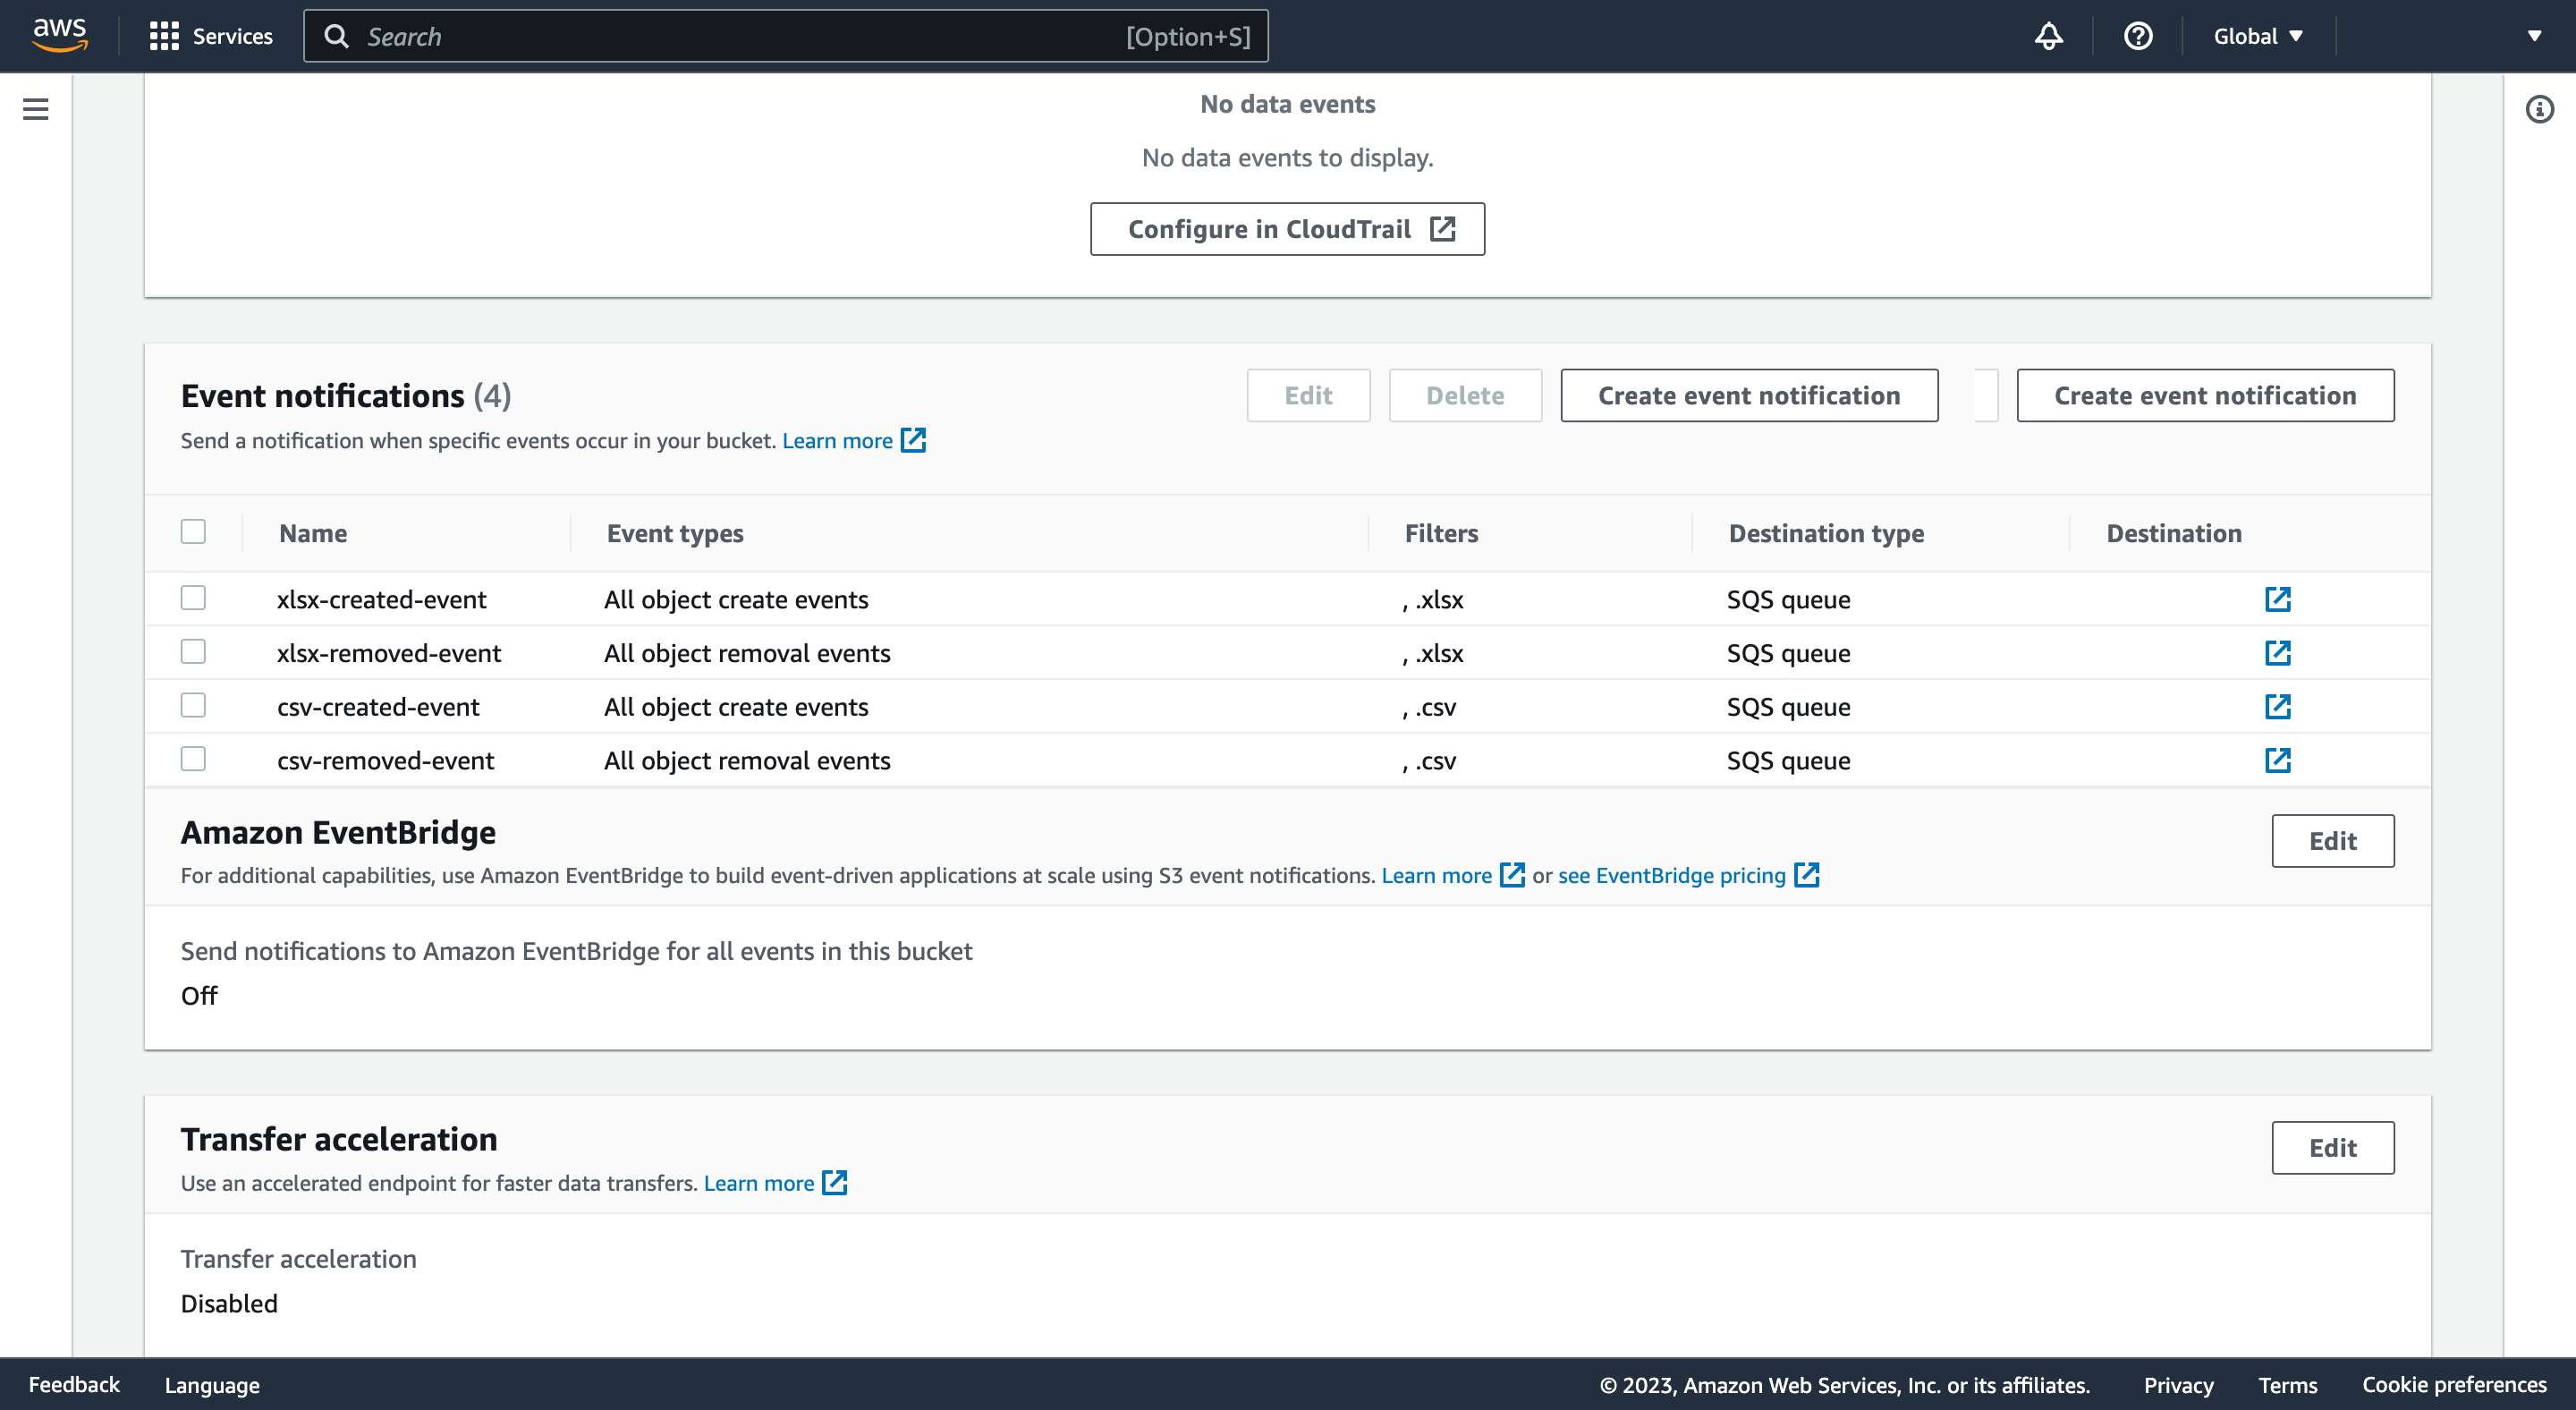 aws Services Search [Option+S] Global
No data events
No data events to display.
Configure in CloudTrail
Event notifications (4) Edit Delete Create event notification Create event notification
Send a notification when specific events occur in your bucket. Learn more
Name Event types Filters Destination type Destination
xlsx-created-event All object create events , .xlsx SQS queue
xlsx-removed-event All object removal events , .xlsx SQS queue
csv-created-event All object create events , .csv SQS queue
csv-removed-event All object removal events , .csv SQS queue
Amazon EventBridge Edit
For additional capabilities, use Amazon EventBridge to build event-driven applications at scale using S3 event notifications. Learn more or see EventBridge pricing
Send notifications to Amazon EventBridge for all events in this bucket
Off
Transfer acceleration Edit
Use an accelerated endpoint for faster data transfers. Learn more
Transfer acceleration
Disabled
Feedback Language © 2023, Amazon Web Services, Inc. or its affiliates. Privacy Terms Cookie preferences